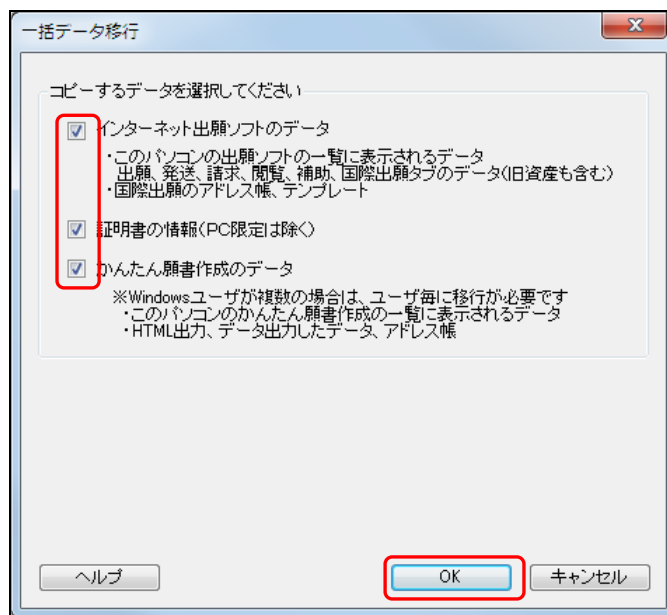 一括データ移行
コピーするデータを選択してください
インターネット出願ソフトのデータ
・このパソコンの出願ソフトの一覧に表示されるデータ
出願、発送、請求、閲覧、補助、国際出願タブのデータ(旧資産も含む)
・国際出願のアドレス帳、テンプレート
証明書の情報(PC限定は除く)
かんたん願書作成のデータ
※Windowsユーザが複数の場合は、ユーザ毎に移行が必要です
・このパソコンのかんたん願書作成の一覧に表示されるデータ
・HTML出力、データ出力したデータ、アドレス帳
ヘルプ OK キャンセル